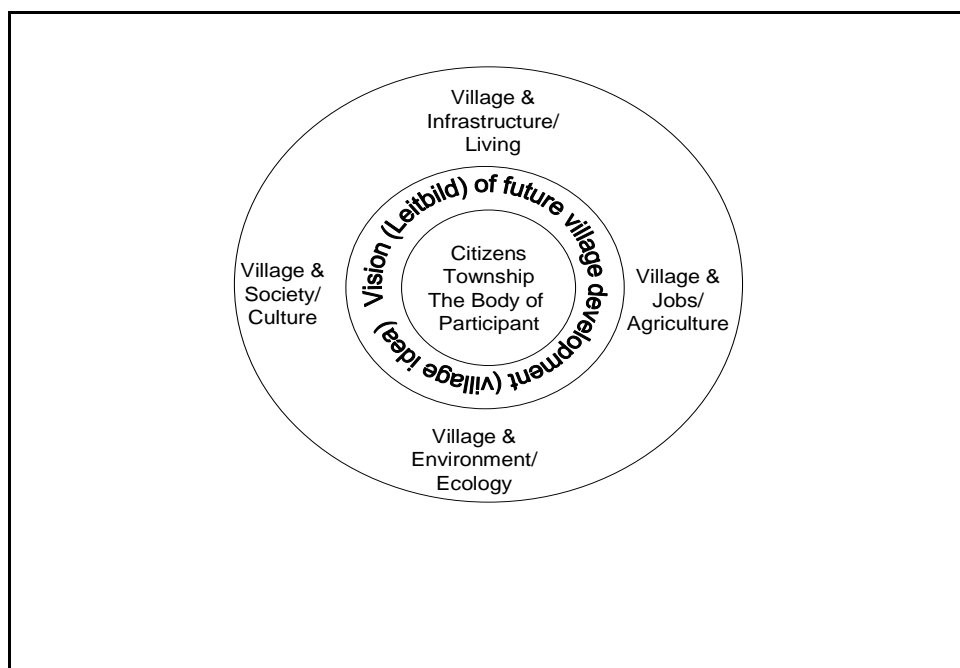 Village &
Infrastructure/
Living
Vision (Leitbild) of future village development (village idea)
Citizens
Township
The Body of
Participant
Village &
Society/
Culture
Village &
Jobs/
Agriculture
Village &
Environment/
Ecology